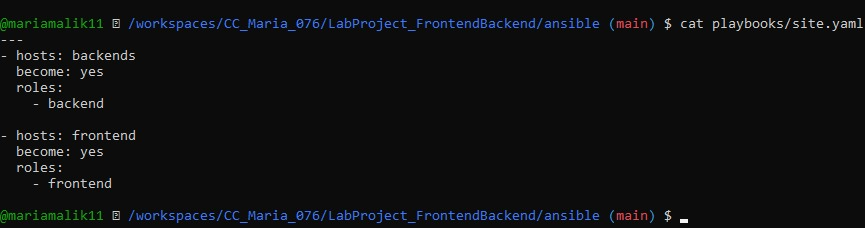 @mariamalik11 /workspaces/CC_Maria_076/LabProject_FrontendBackend/ansible (main) $ cat playbooks/site.yaml
---
- hosts: backends
  become: yes
  roles:
    - backend

- hosts: frontend
  become: yes
  roles:
    - frontend

@mariamalik11 /workspaces/CC_Maria_076/LabProject_FrontendBackend/ansible (main) $